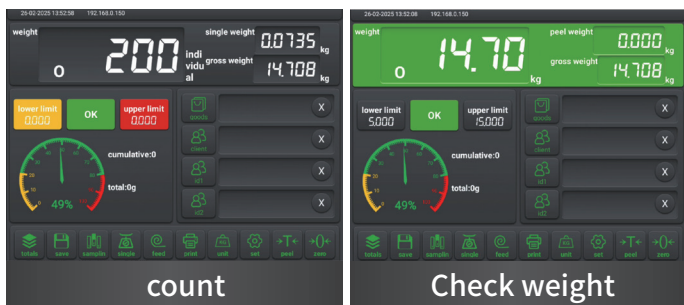 26-02-2025 13:52:58 192.168.0.150
weight
0
200
indi
vidu
al
single weight
0.0735
kg
gross weight
14.708
kg
lower limit
0.000
OK
upper limit
0.000
goods
X
client
X
id1
X
id2
X
cumulative:0
total:0g
49%
totals save samplin single feed print unit set peel zero
count
26-02-2025 13:52:08 192.168.0.150
weight
0
14.70
kg
peel weight
0.000
kg
gross weight
14.708
kg
lower limit
5.000
OK
upper limit
15.000
goods
X
client
X
id1
X
id2
X
cumulative:0
total:0g
49%
totals save samplin single feed print unit set peel zero
Check weight